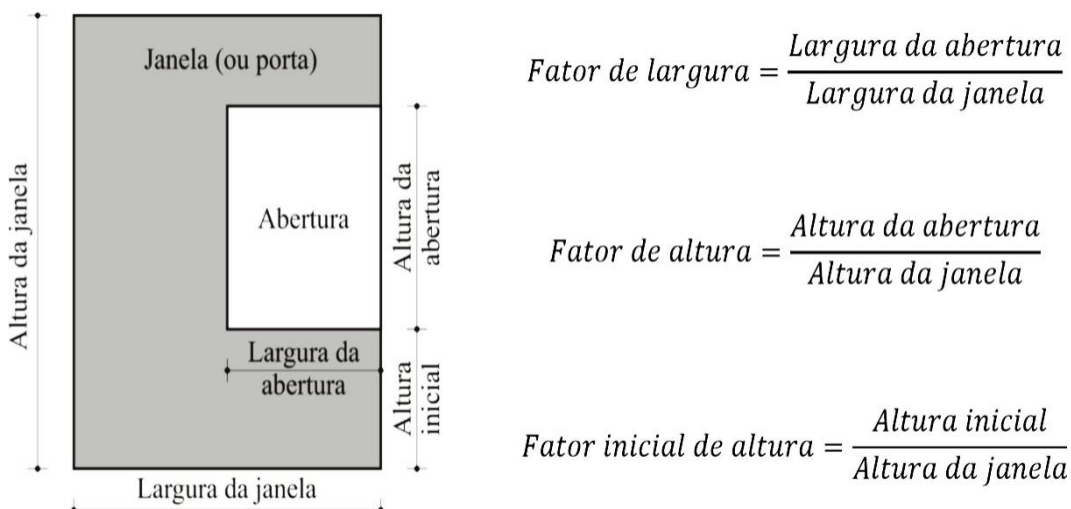 Janela (ou porta)
Altura da janela
Abertura
Altura da
abertura
Largura da
abertura
Altura
inicial
Largura da janela
Fator de largura = Largura da abertura / Largura da janela
Fator de altura = Altura da abertura / Altura da janela
Fator inicial de altura = Altura inicial / Altura da janela